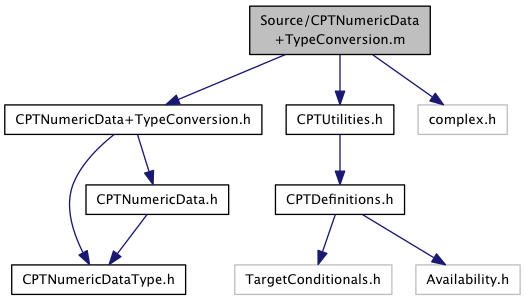 Source/CPTNumericData
+TypeConversion.m
CPTNumericData+TypeConversion.h
CPTUtilities.h
complex.h
CPTNumericData.h
CPTDefinitions.h
CPTNumericDataType.h
TargetConditionals.h
Availability.h